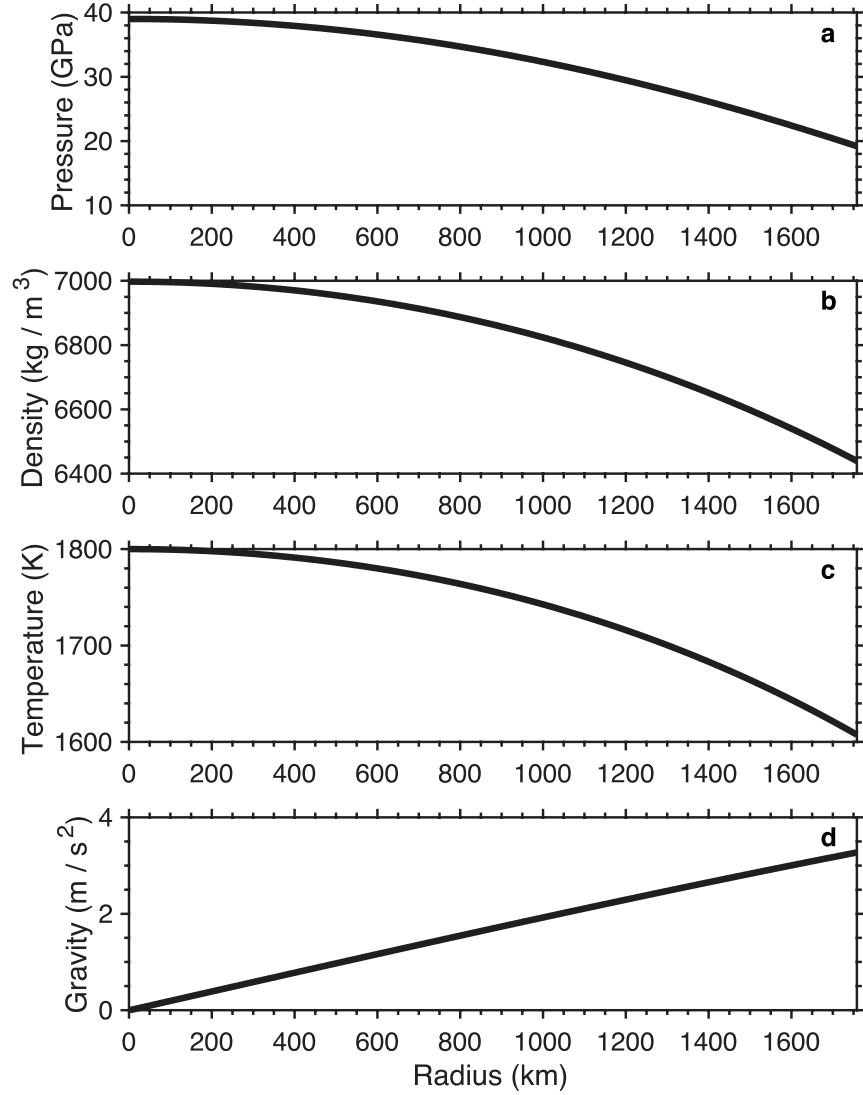 a
Pressure (GPa)
40
30
20
10
0 200 400 600 800 1000 1200 1400 1600
b
Density (kg / m³)
7000
6800
6600
6400
0 200 400 600 800 1000 1200 1400 1600
c
Temperature (K)
1800
1700
1600
0 200 400 600 800 1000 1200 1400 1600
d
Gravity (m / s²)
4
2
0
0 200 400 600 800 1000 1200 1400 1600
Radius (km)